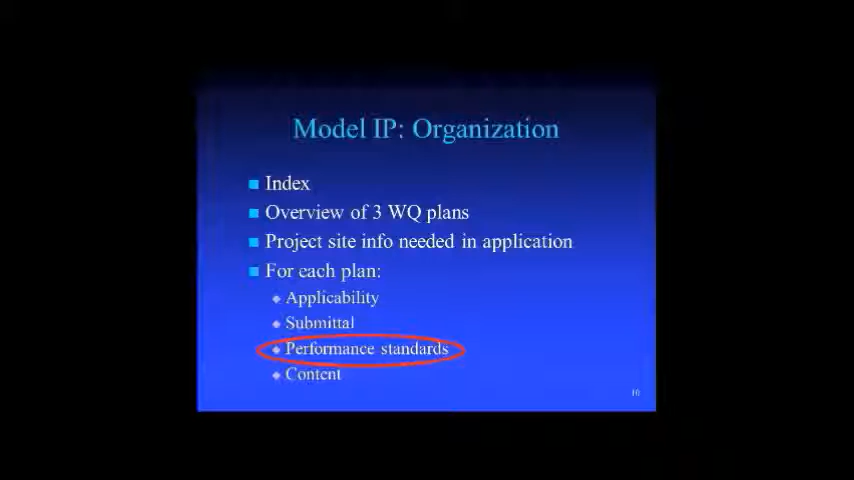 Model IP: Organization
Index
Overview of 3 WQ plans
Project site info needed in application
For each plan:
Applicability
Submittal
Performance standards
Content
10